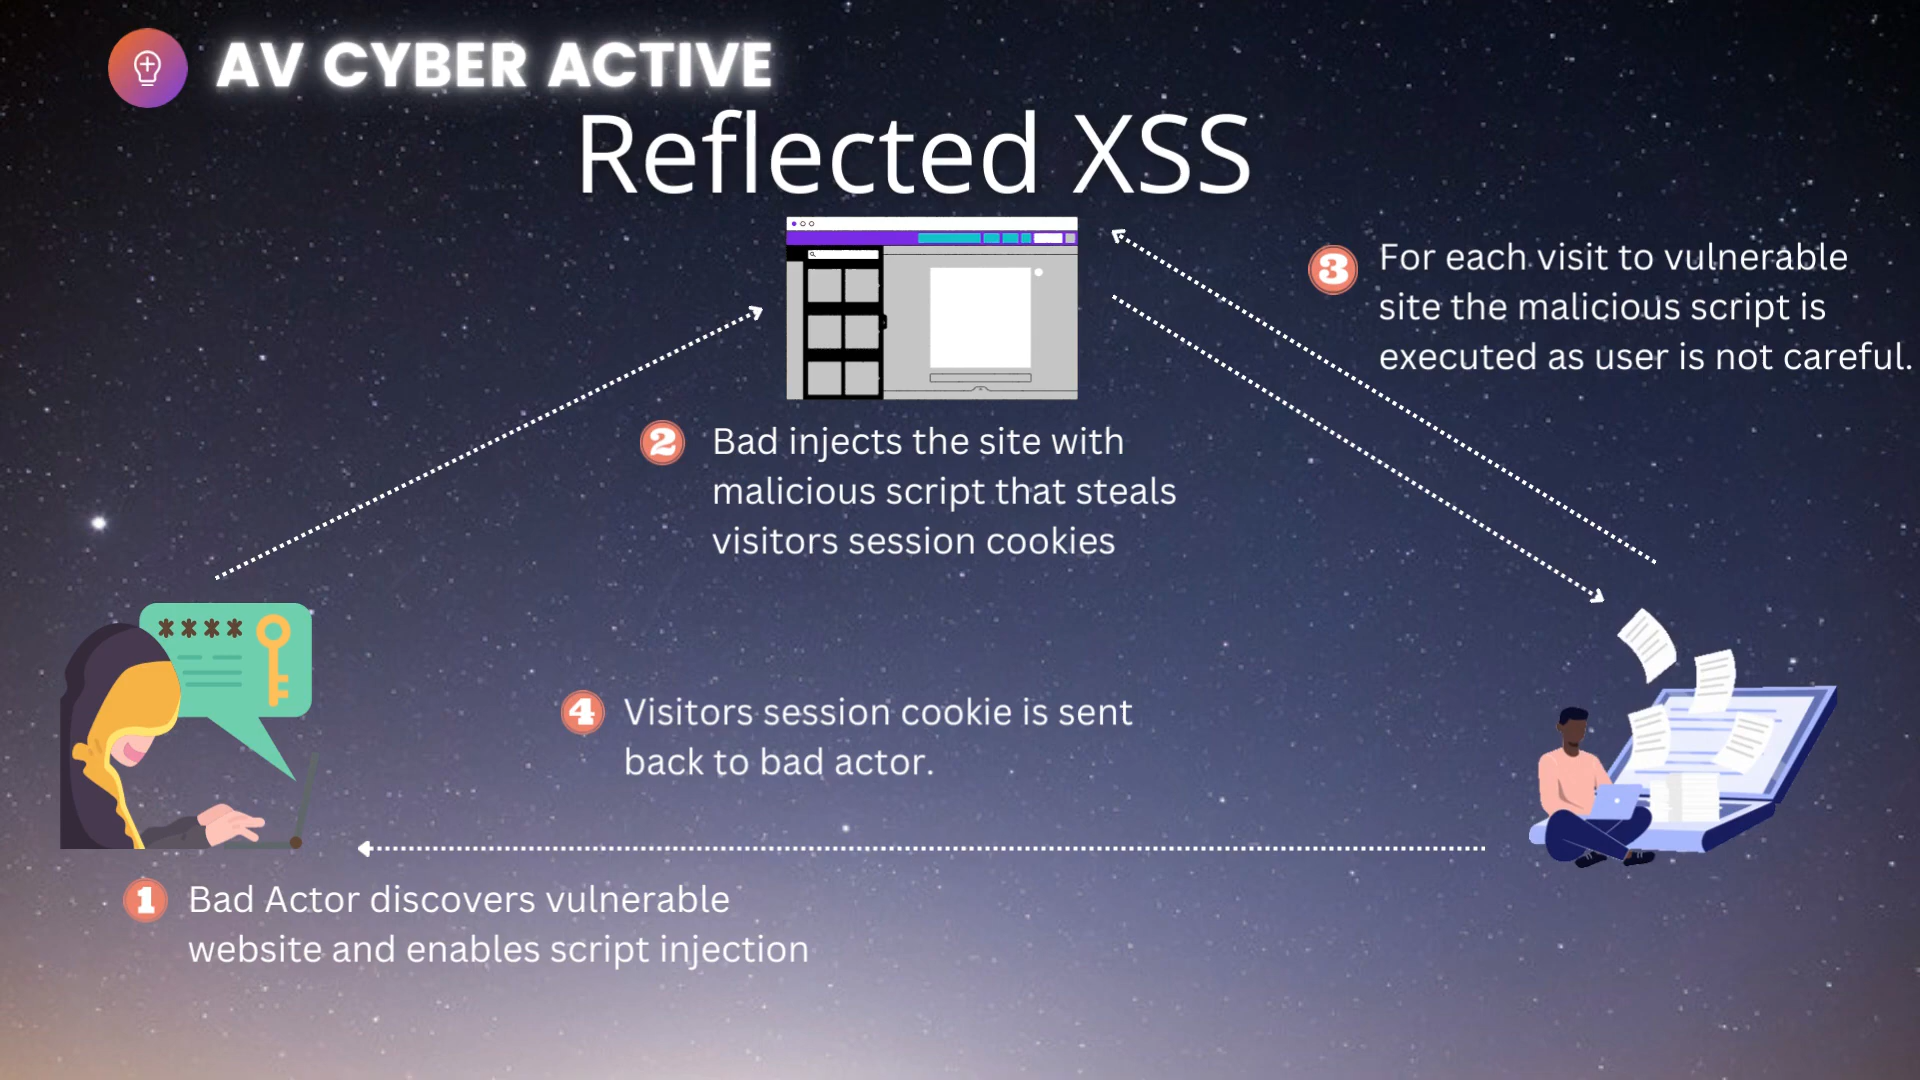 AV CYBER ACTIVE
Reflected XSS
3 For each visit to vulnerable
site the malicious script is
executed as user is not careful.
2 Bad injects the site with
malicious script that steals
visitors session cookies
****
4 Visitors session cookie is sent
back to bad actor.
1 Bad Actor discovers vulnerable
website and enables script injection